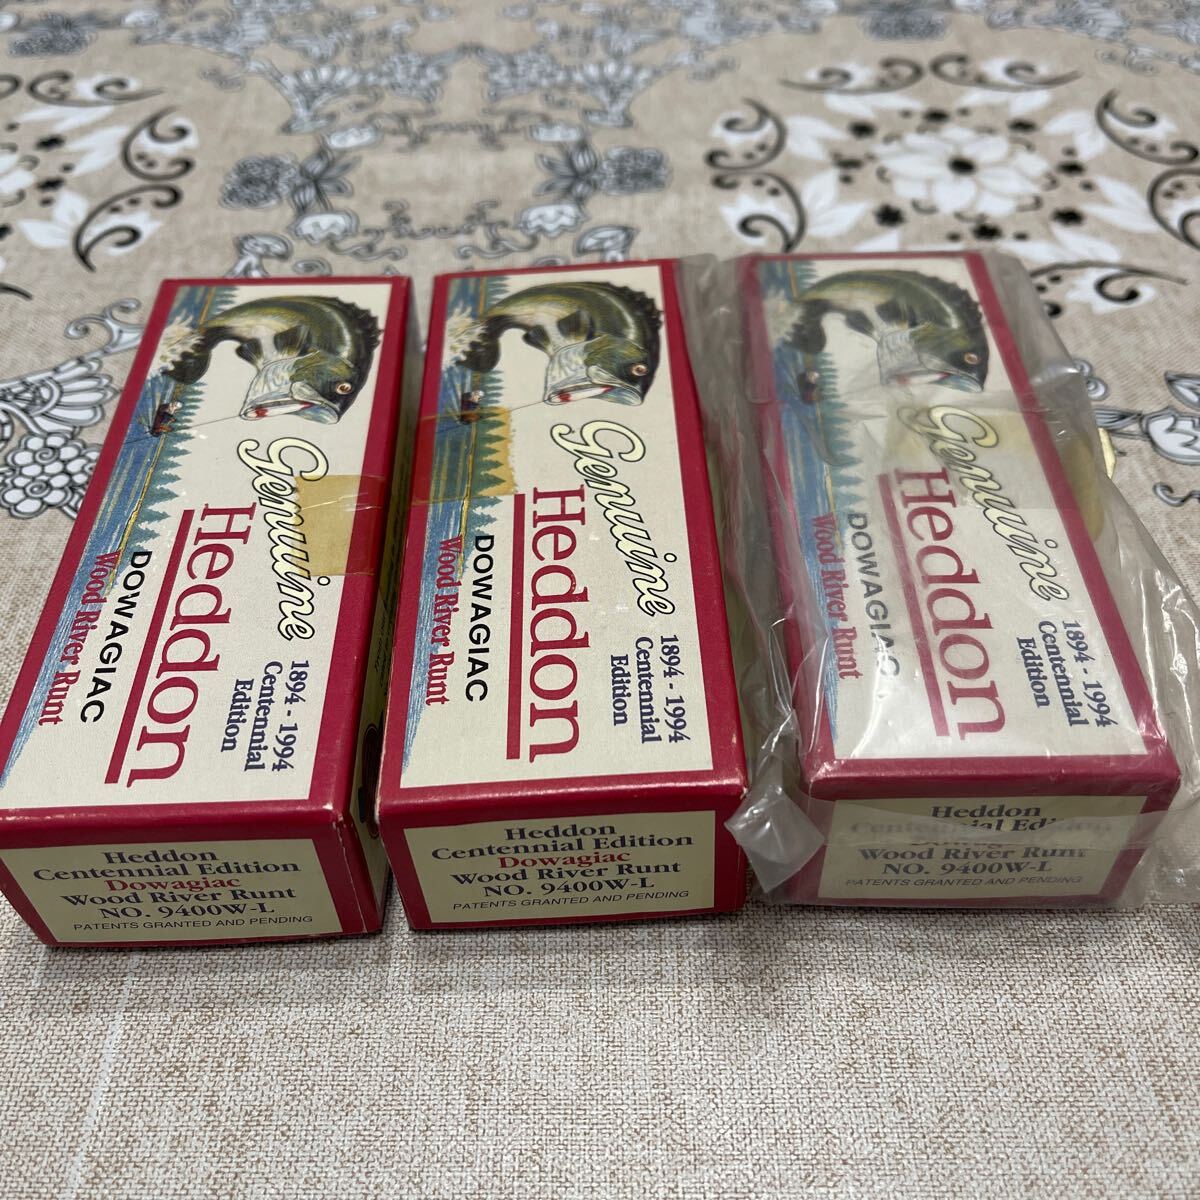 Genuine
Heddon
DOWAGIAC
Wood River Runt
1894 - 1994
Centennial
Edition
Heddon
Centennial Edition
Dowagiac
Wood River Runt
NO. 9400W-L
PATENTS GRANTED AND PENDING
Genuine
Heddon
DOWAGIAC
Wood River Runt
1894 - 1994
Centennial
Edition
Heddon
Centennial Edition
Dowagiac
Wood River Runt
NO. 9400W-L
PATENTS GRANTED AND PENDING
Genuine
Heddon
DOWAGIAC
Wood River Runt
1894 - 1994
Centennial
Edition
Heddon
Centennial Edition
Wood River Runt
NO. 9400W-L
PATENTS GRANTED AND PENDING